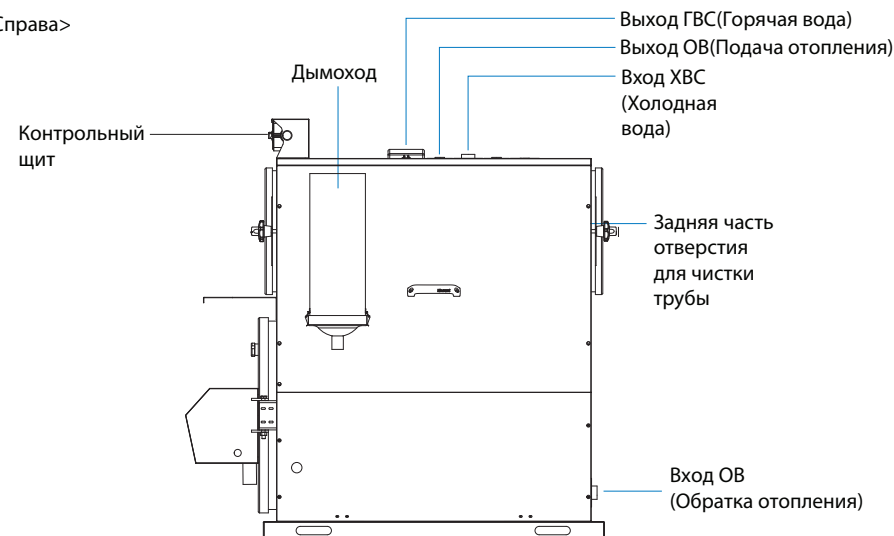 Справа>
Выход ГВС(Горячая вода)
Выход ОВ(Подача отопления)
Дымоход
Вход ХВС
(Холодная
вода)
Контрольный
щит
Задняя часть
отверстия
для чистки
трубы
Вход ОВ
(Обратка отопления)